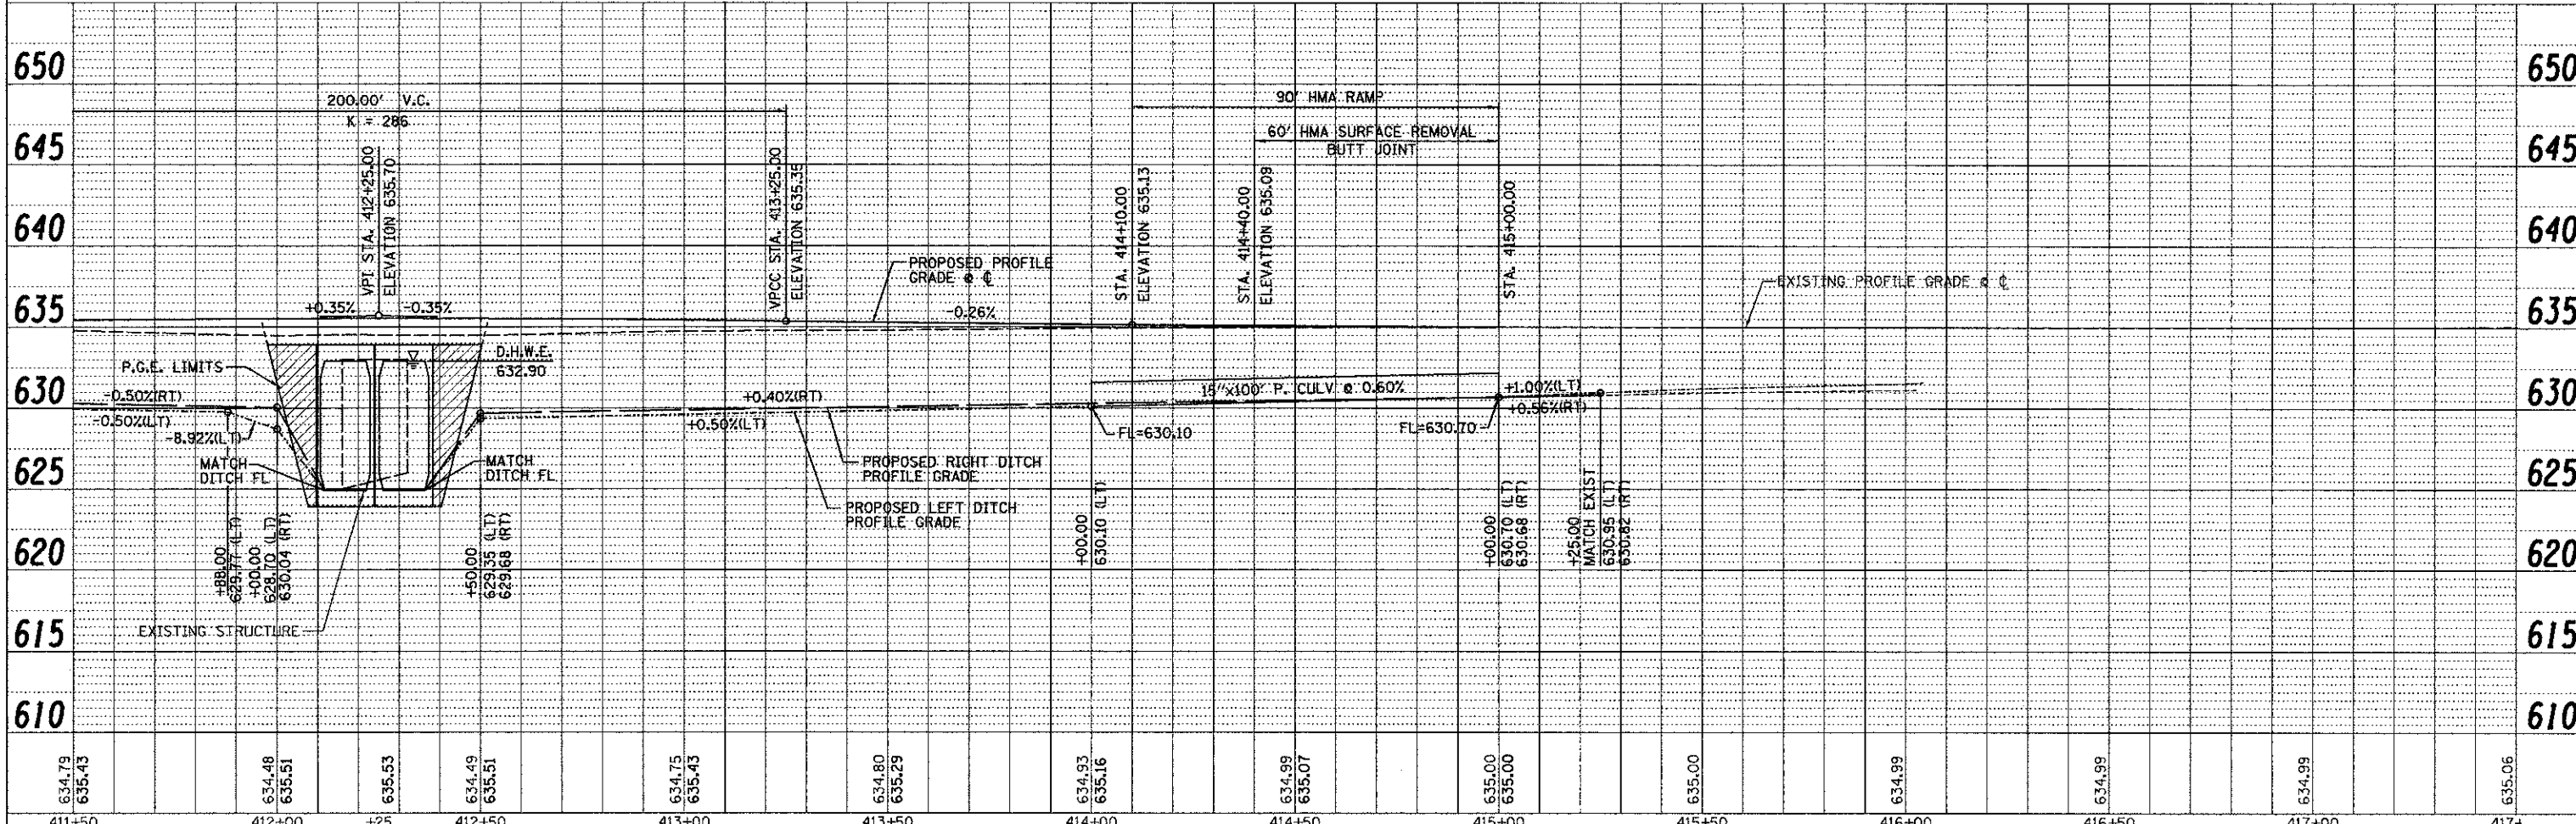 650
650
645
645
640
640
635
635
630
630
625
625
620
620
615
615
610
610
200.00' V.C.
K = 286
VPI STA. 412+25.00
ELEVATION 635.70
+0.35%
-0.35%
VPCC STA. 413+25.00
ELEVATION 635.35
PROPOSED PROFILE
GRADE @ ℄
-0.26%
90' HMA RAMP
60' HMA SURFACE REMOVAL
BUTT JOINT
STA. 414+10.00
ELEVATION 635.13
STA. 414+40.00
ELEVATION 635.09
STA. 415+00.00
EXISTING PROFILE GRADE @ ℄
P.G.E. LIMITS
D.H.W.E.
632.90
-0.50%(RT)
-0.50%(LT)
-8.92%(LT)
MATCH
DITCH FL
MATCH
DITCH FL
+0.40%(RT)
+0.50%(LT)
PROPOSED RIGHT DITCH
PROFILE GRADE
PROPOSED LEFT DITCH
PROFILE GRADE
15"x100' P. CULV @ 0.60%
FL=630.10
FL=630.70
+1.00%(LT)
+0.56%(RT)
+88.00
629.77 (LT)
+00.00
628.70 (LT)
630.04 (RT)
+50.00
629.35 (LT)
629.68 (RT)
+00.00
630.10 (LT)
+00.00
630.70 (LT)
630.68 (RT)
+25.00
MATCH EXIST
630.95 (LT)
630.82 (RT)
EXISTING STRUCTURE
634.79
635.43
634.48
635.51
635.53
634.49
635.51
634.75
635.43
634.80
635.29
634.93
635.16
634.99
635.07
635.00
635.00
635.00
634.99
634.99
634.99
635.06
411+50
412+00
+25
412+50
413+00
413+50
414+00
414+50
415+00
415+50
416+00
416+50
417+00
417+